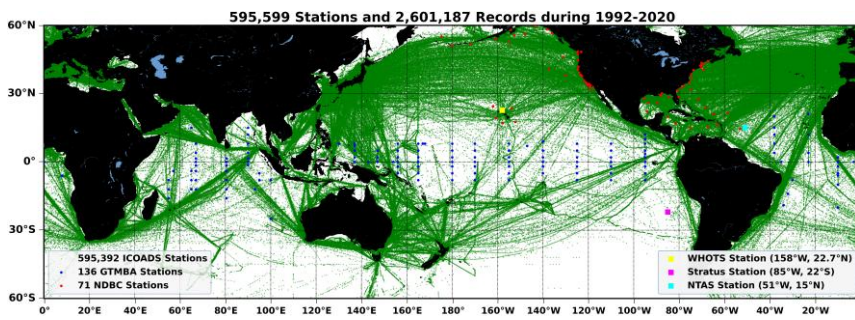 595,599 Stations and 2,601,187 Records during 1992-2020
60°N
30°N
0°
30°S
60°S
595,392 ICOADS Stations
136 GTMBA Stations
71 NDBC Stations
WHOTS Station (158°W, 22.7°N)
Stratus Station (85°W, 22°S)
NTAS Station (51°W, 15°N)
0° 20°E 40°E 60°E 80°E 100°E 120°E 140°E 160°E 180° 160°W 140°W 120°W 100°W 80°W 60°W 40°W 20°W